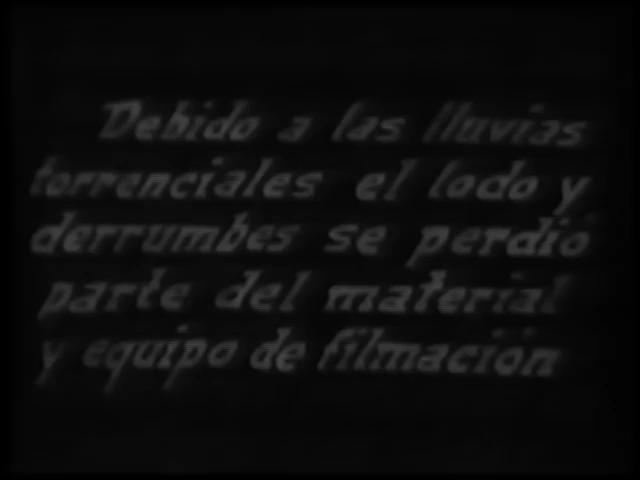 Debido a las lluvias
torrenciales el lodo y
derrumbes se perdió
parte del material
y equipo de filmación